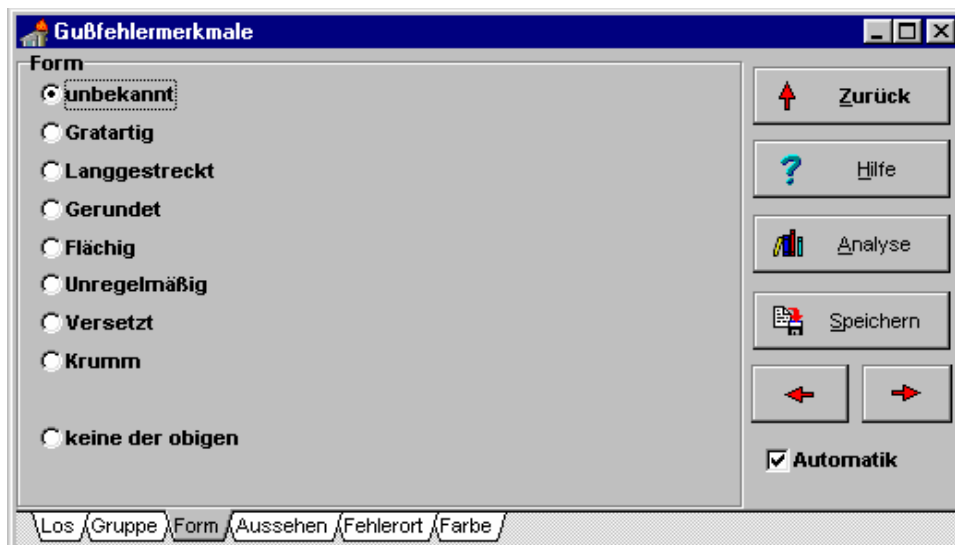 Gußfehlermerkmale
Form
unbekannt
Gratartig
Langgestreckt
Gerundet
Flächig
Unregelmäßig
Versetzt
Krumm
keine der obigen
Zurück
Hilfe
Analyse
Speichern
Automatik
Los Gruppe Form Aussehen Fehlerort Farbe